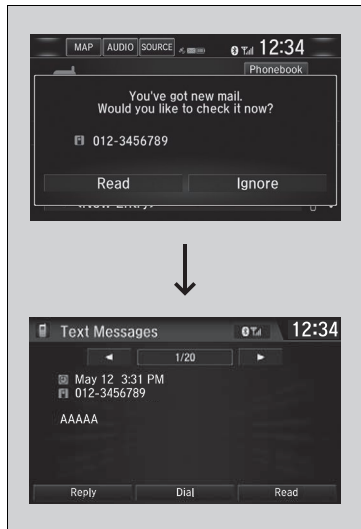 MAP AUDIO SOURCE 12:34
Phonebook
You've got new mail.
Would you like to check it now?
012-3456789
Read Ignore
<New Entry>
Text Messages 12:34
1/20
May 12 3:31 PM
012-3456789
AAAAA
Reply Dial Read